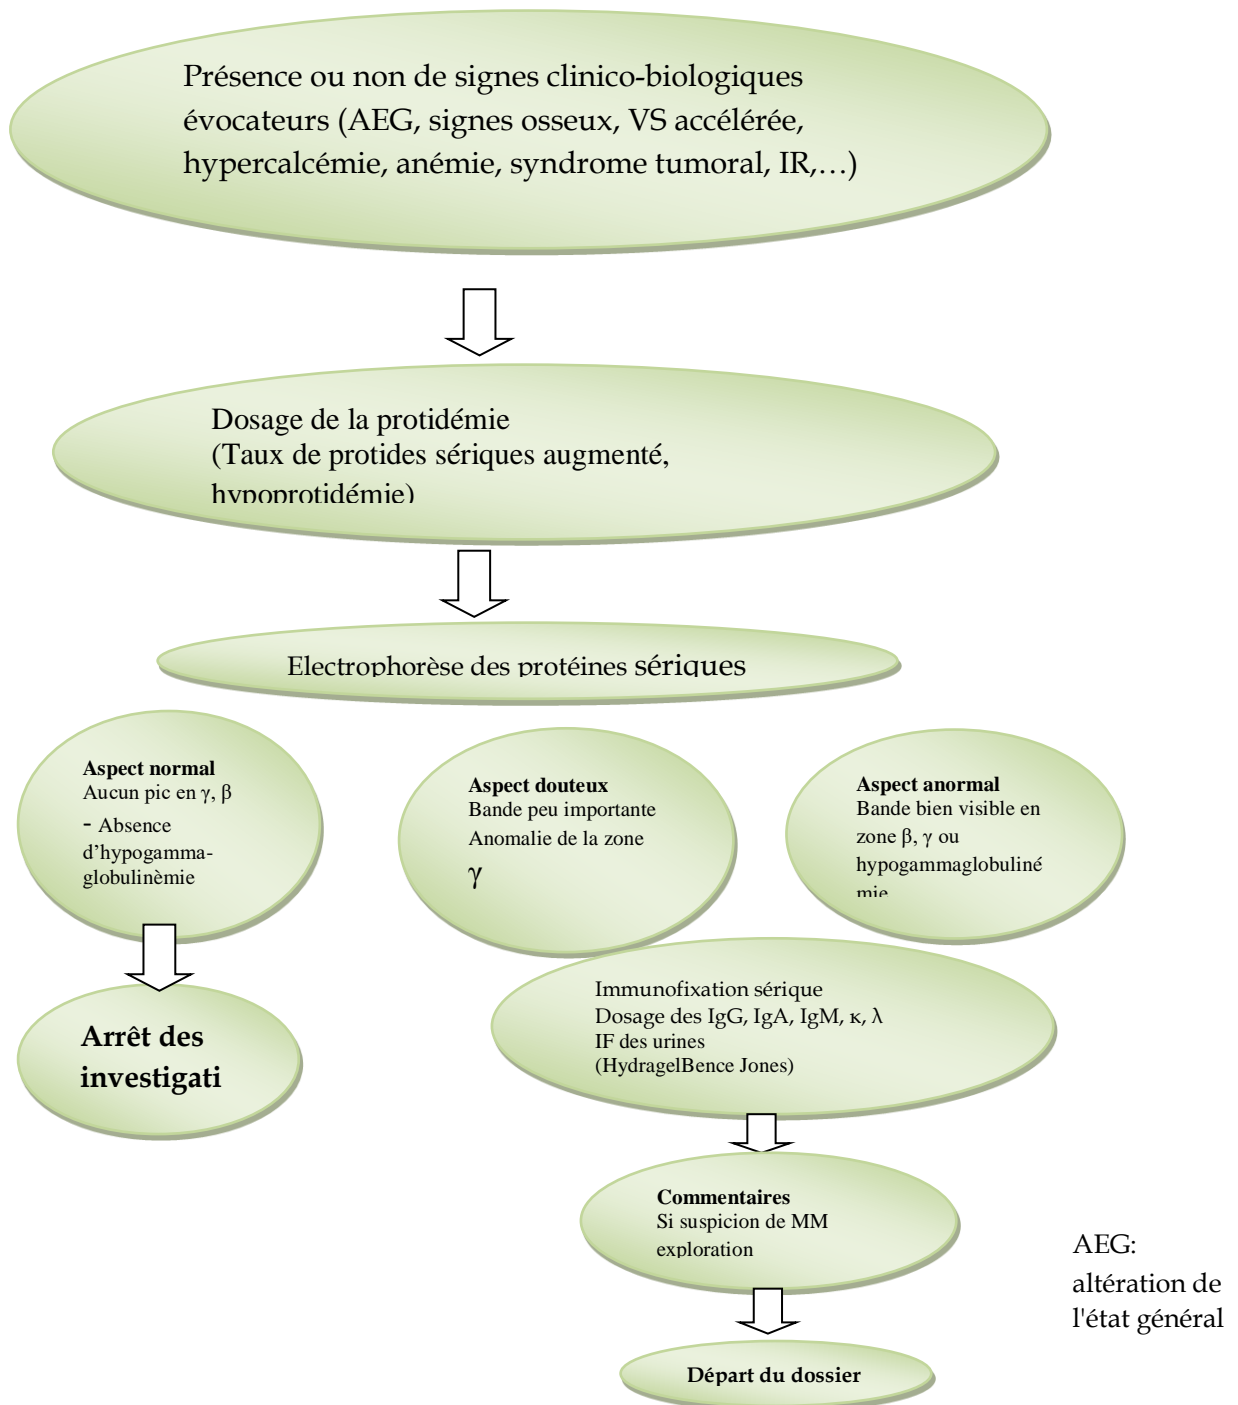 Présence ou non de signes clinico-biologiques
évocateurs (AEG, signes osseux, VS accélérée,
hypercalcémie, anémie, syndrome tumoral, IR,…)
Dosage de la protidémie
(Taux de protides sériques augmenté,
hypoprotidémie)
Electrophorèse des protéines sériques
Aspect normal
Aucun pic en γ, β
- Absence
d'hypogamma-
globulinèmie
Aspect douteux
Bande peu importante
Anomalie de la zone
γ
Aspect anormal
Bande bien visible en
zone β, γ ou
hypogammaglobuliné
mie
Arrêt des
investigati
Immunofixation sérique
Dosage des IgG, IgA, IgM, κ, λ
IF des urines
(HydragelBence Jones)
Commentaires
Si suspicion de MM
exploration
AEG:
altération de
l'état général
Départ du dossier